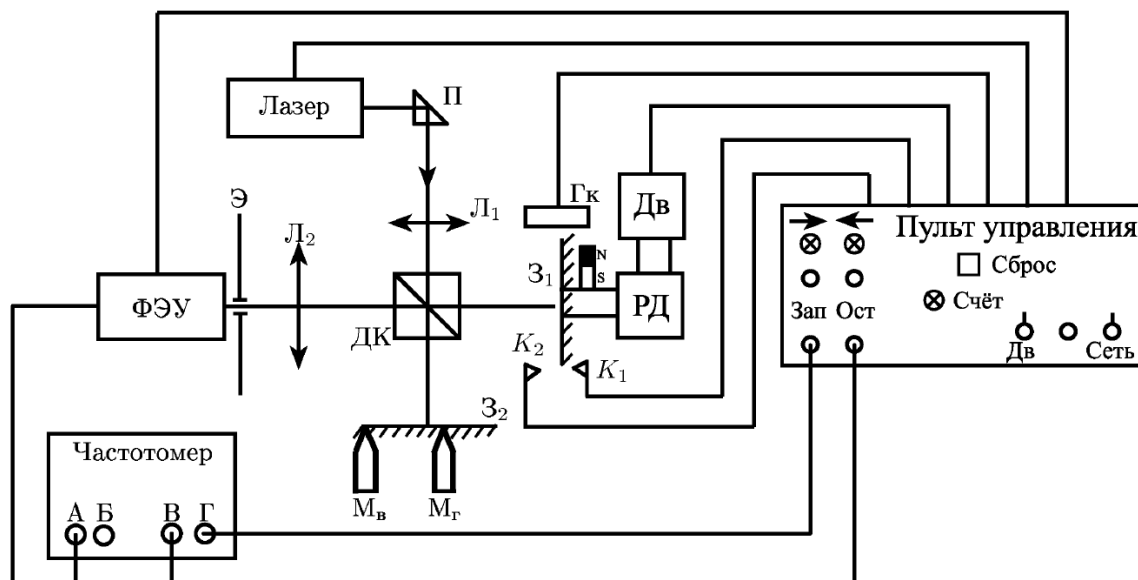 Лазер
П
Э
Л₂
Л₁
Гк
Дв
N
S
З₁
РД
ФЭУ
ДК
K₂
K₁
З₂
Мв
Мг
Пульт управления
Сброс
Счёт
Зап Ост
Дв Сеть
Частотомер
А Б В Г